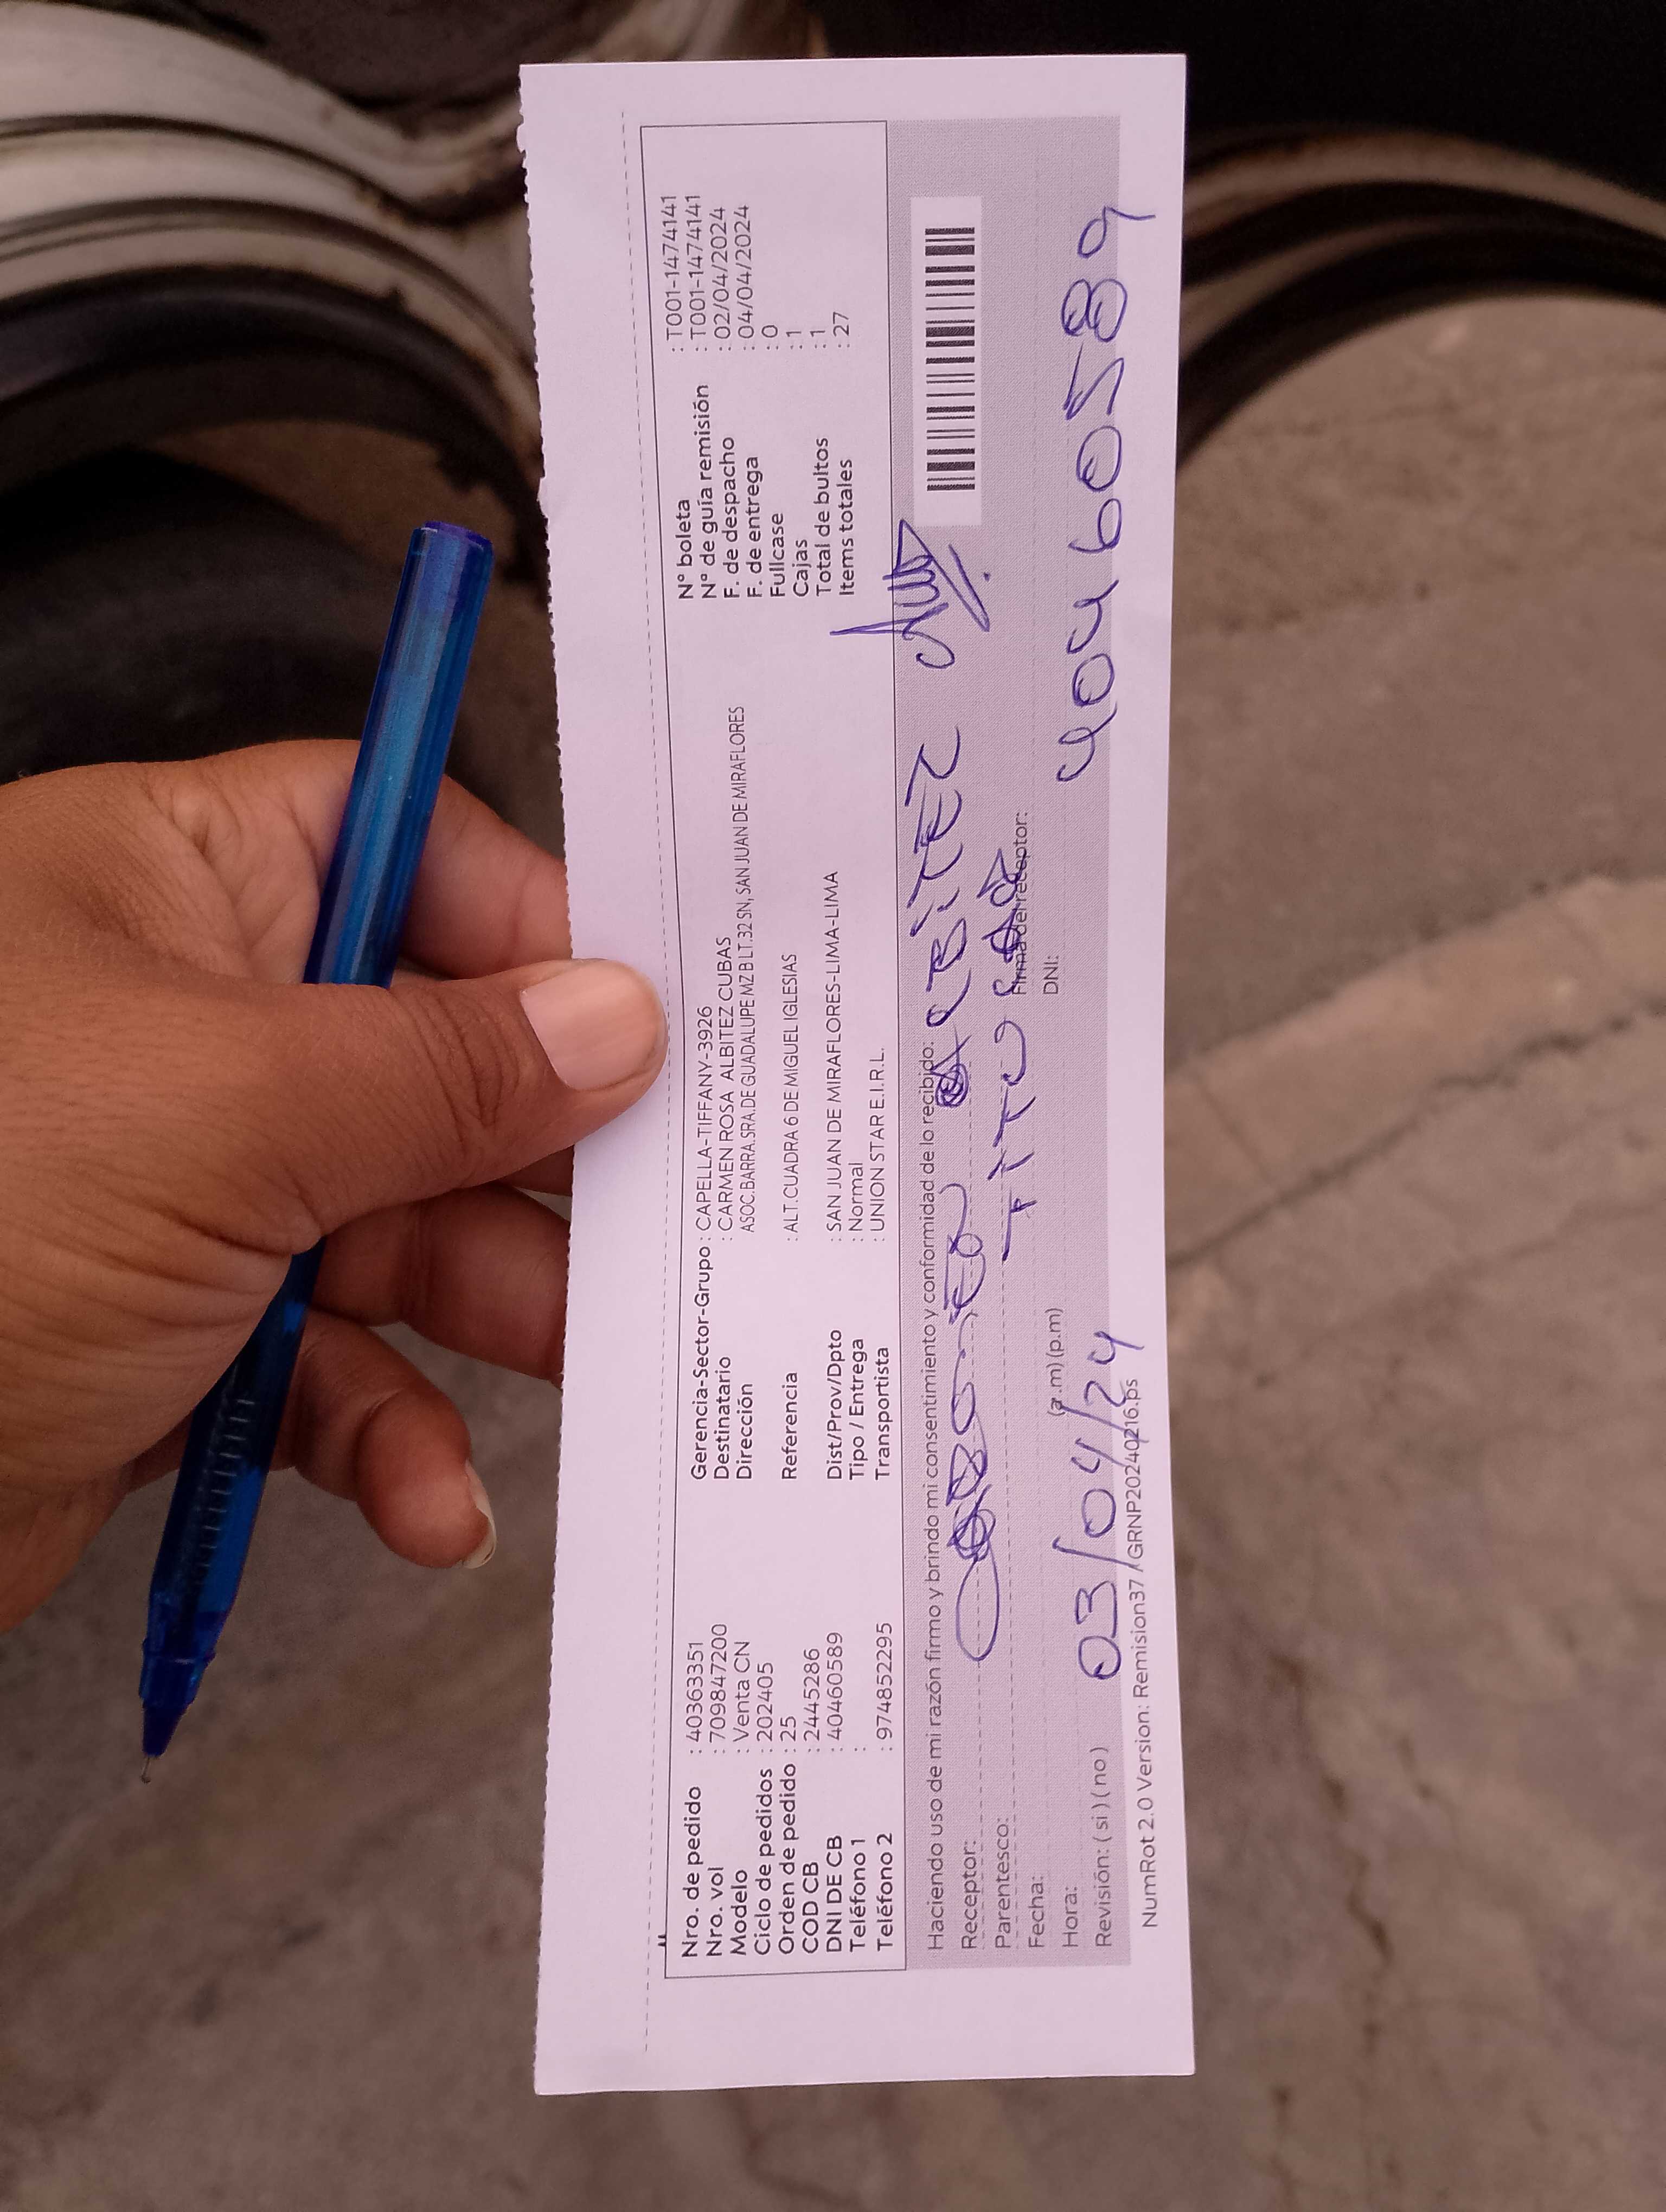 Nro. de pedido : 40363351
Nro. vol : 709847200
Modelo : Venta CN
Ciclo de pedidos : 202405
Orden de pedido : 25
COD CB : 2445286
DNI DE CB : 40460589
Teléfono 1 :
Teléfono 2 : 974852295
Gerencia-Sector-Grupo : CAPELLA-TIFFANY-3926
Destinatario : CARMEN ROSA ALBITEZ CUBAS
Dirección ASOC.BARRA.SRA.DE GUADALUPE MZ B LT.32 SN, SAN JUAN DE MIRAFLORES
Referencia : ALT.CUADRA 6 DE MIGUEL IGLESIAS
Dist/Prov/Dpto : SAN JUAN DE MIRAFLORES-LIMA-LIMA
Tipo / Entrega : Normal
Transportista : UNION STAR E.I.R.L.
N° boleta : T001-1474141
N° de guía remisión : T001-1474141
F. de despacho : 02/04/2024
F. de entrega : 04/04/2024
Fullcase : 0
Cajas : 1
Total de bultos : 1
Items totales : 27
Haciendo uso de mi razón firmo y brindo mi consentimiento y conformidad de lo recibido:
Receptor: ALBITEZ
Parentesco:
Firma del receptor:
Fecha:
DNI: 40460589
Hora: (a.m) (p.m)
03/04/24
Revisión: ( si ) ( no )
NumRot 2.0 Version: Remision37 /GRNP20240216.ps